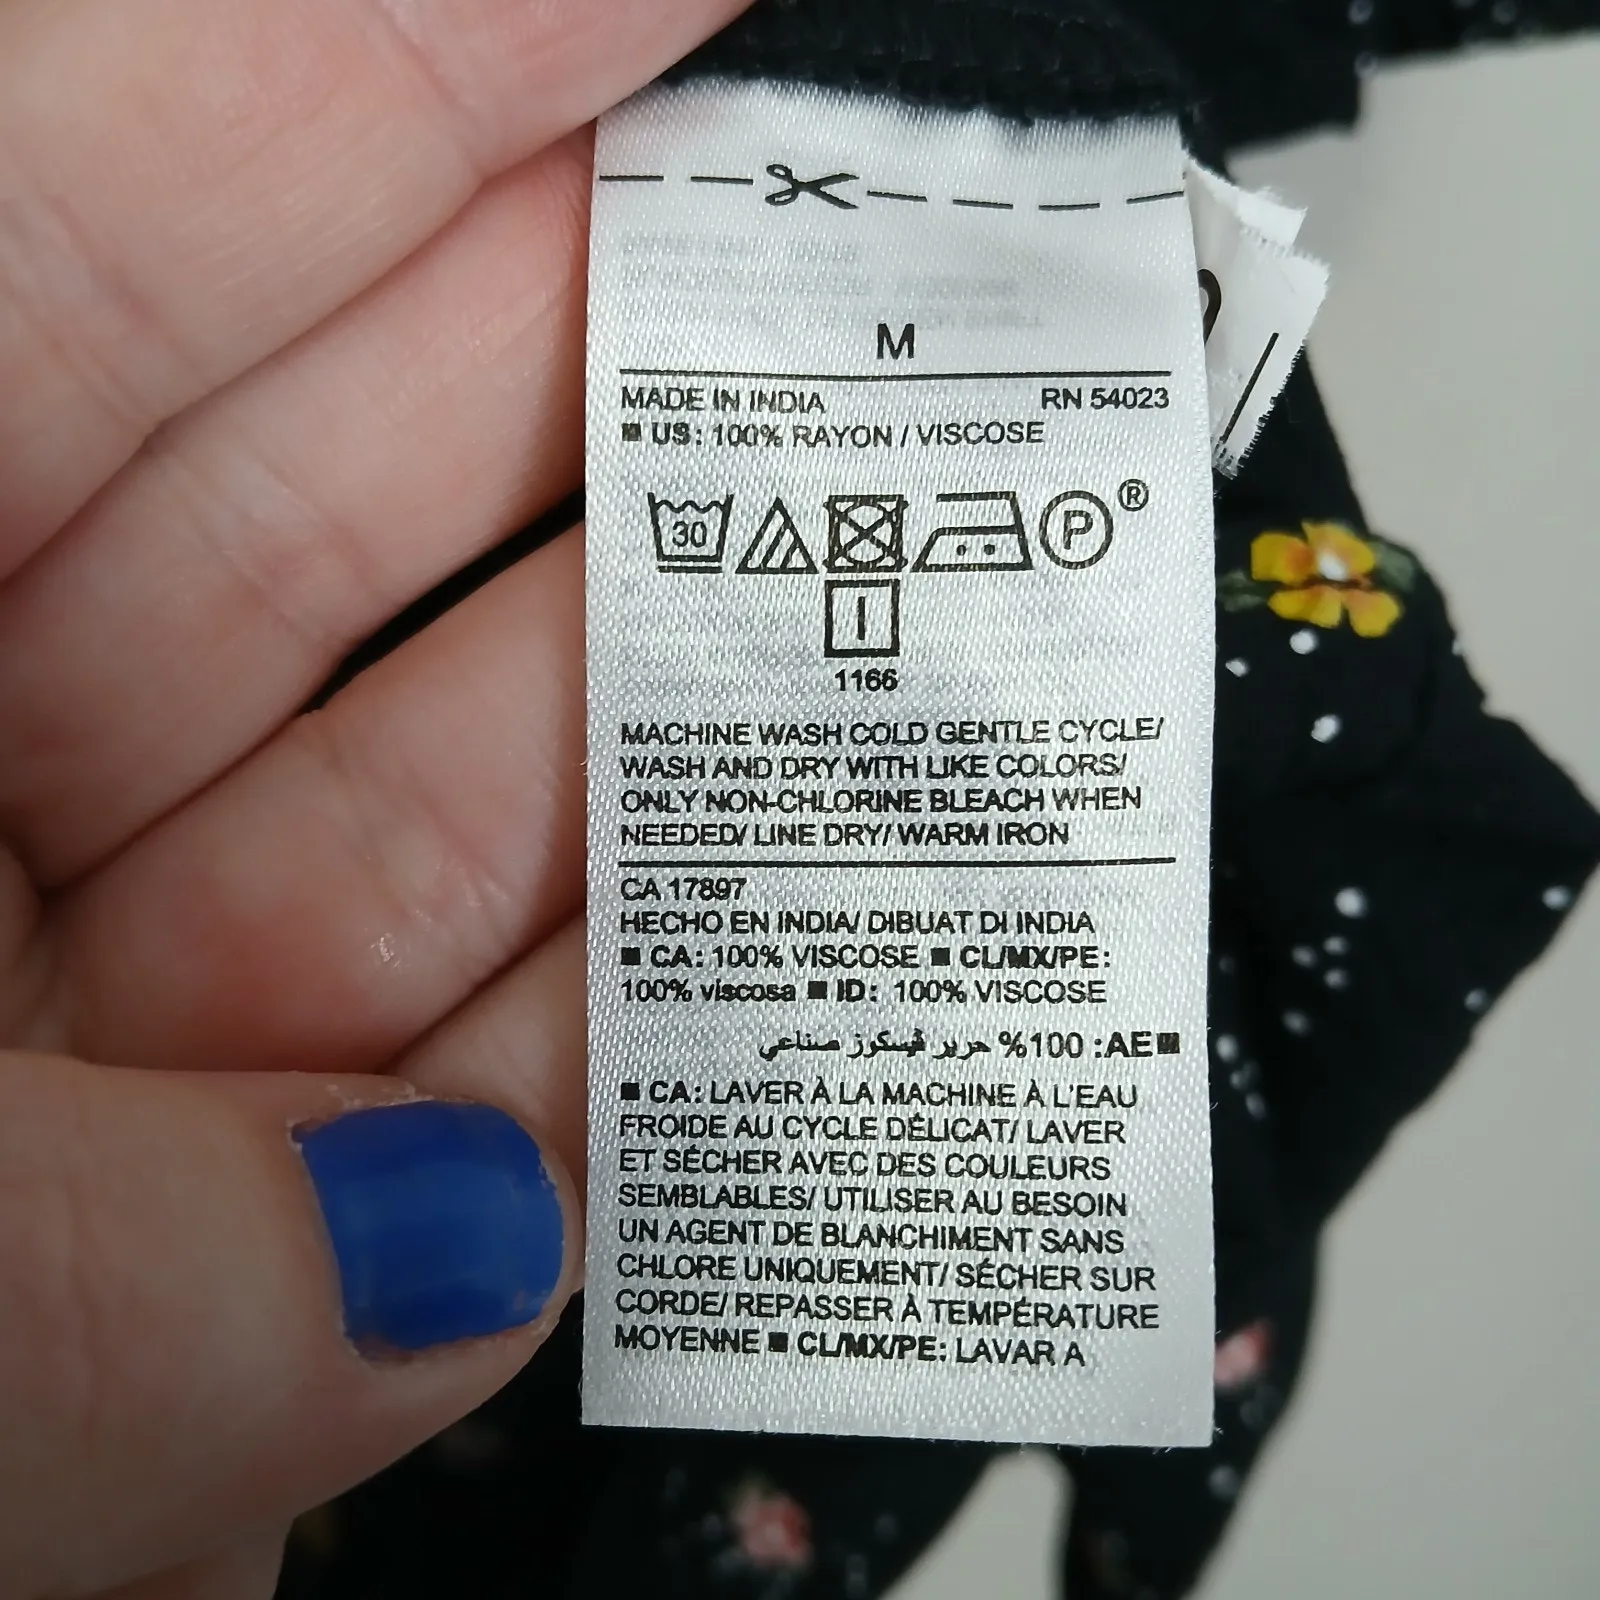 M
MADE IN INDIA RN 54023
■ US: 100% RAYON / VISCOSE
30 P ®
1166
MACHINE WASH COLD GENTLE CYCLE/
WASH AND DRY WITH LIKE COLORS/
ONLY NON-CHLORINE BLEACH WHEN
NEEDED/ LINE DRY/ WARM IRON
CA 17897
HECHO EN INDIA/ DIBUAT DI INDIA
■ CA: 100% VISCOSE ■ CL/MX/PE:
100% viscosa ■ ID: 100% VISCOSE
■AE: 100% حرير ڤيسكوز صناعي
■ CA: LAVER À LA MACHINE À L'EAU
FROIDE AU CYCLE DÉLICAT/ LAVER
ET SÉCHER AVEC DES COULEURS
SEMBLABLES/ UTILISER AU BESOIN
UN AGENT DE BLANCHIMENT SANS
CHLORE UNIQUEMENT/ SÉCHER SUR
CORDE/ REPASSER À TEMPÉRATURE
MOYENNE ■ CL/MX/PE: LAVAR A